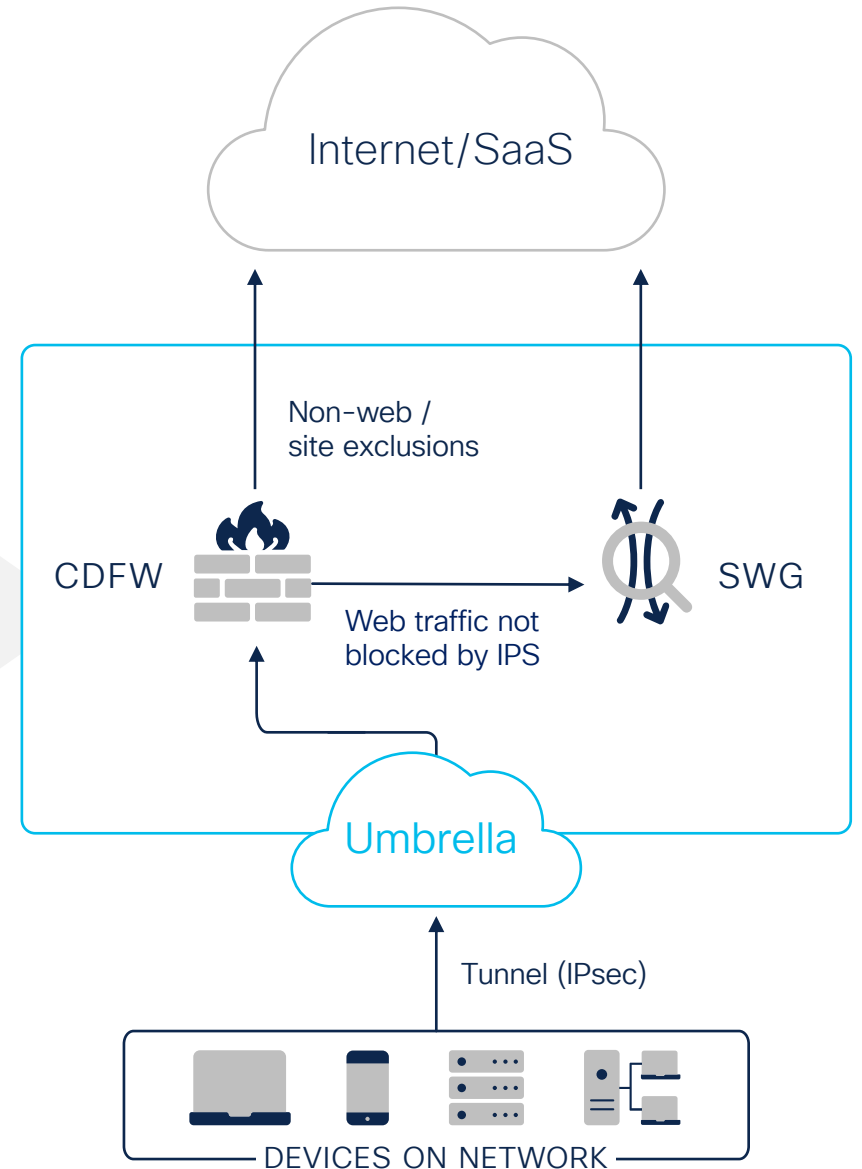 Internet/SaaS
Non-web /
site exclusions
CDFW
SWG
Web traffic not
blocked by IPS
Umbrella
Tunnel (IPsec)
DEVICES ON NETWORK